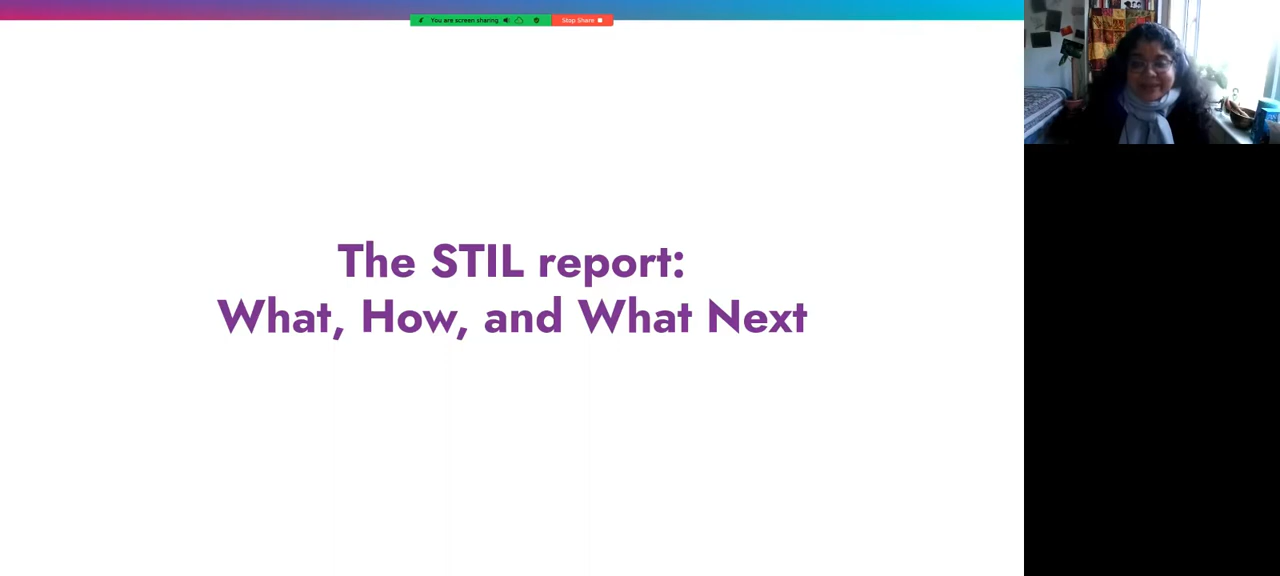 You are screen sharing
Stop Share
The STIL report:
What, How, and What Next